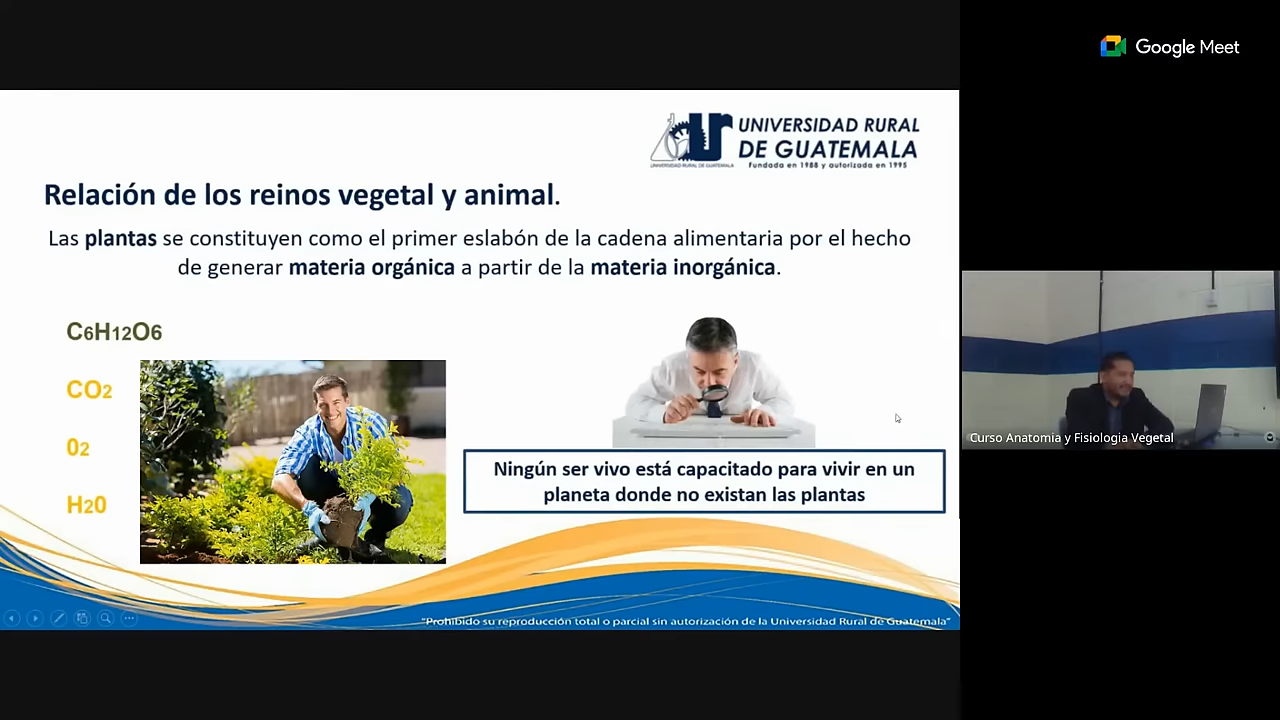 Google Meet
UNIVERSIDAD RURAL
DE GUATEMALA
Fundada en 1988 y autorizada en 1995
UNIVERSIDAD RURAL DE GUATEMALA
Relación de los reinos vegetal y animal.
Las plantas se constituyen como el primer eslabón de la cadena alimentaria por el hecho
de generar materia orgánica a partir de la materia inorgánica.
C6H12O6
CO2
02
H20
Ningún ser vivo está capacitado para vivir en un
planeta donde no existan las plantas
Curso Anatomia y Fisiologia Vegetal
"Prohibido su reproducción total o parcial sin autorización de la Universidad Rural de Guatemala"